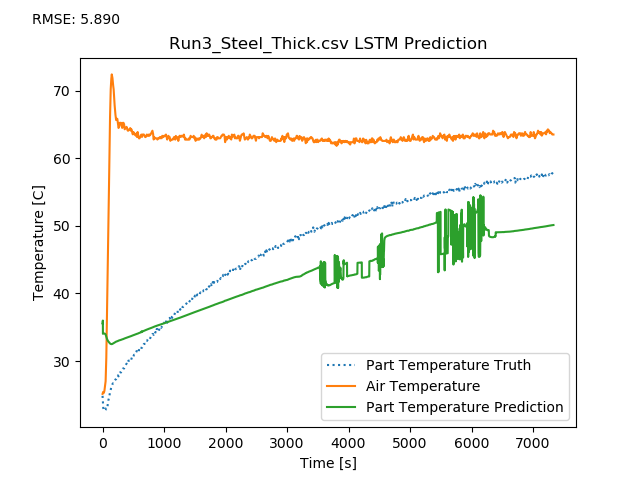 RMSE: 5.890
Run3_Steel_Thick.csv LSTM Prediction
Temperature [C]
70
60
50
40
30
Part Temperature Truth
Air Temperature
Part Temperature Prediction
0 1000 2000 3000 4000 5000 6000 7000
Time [s]